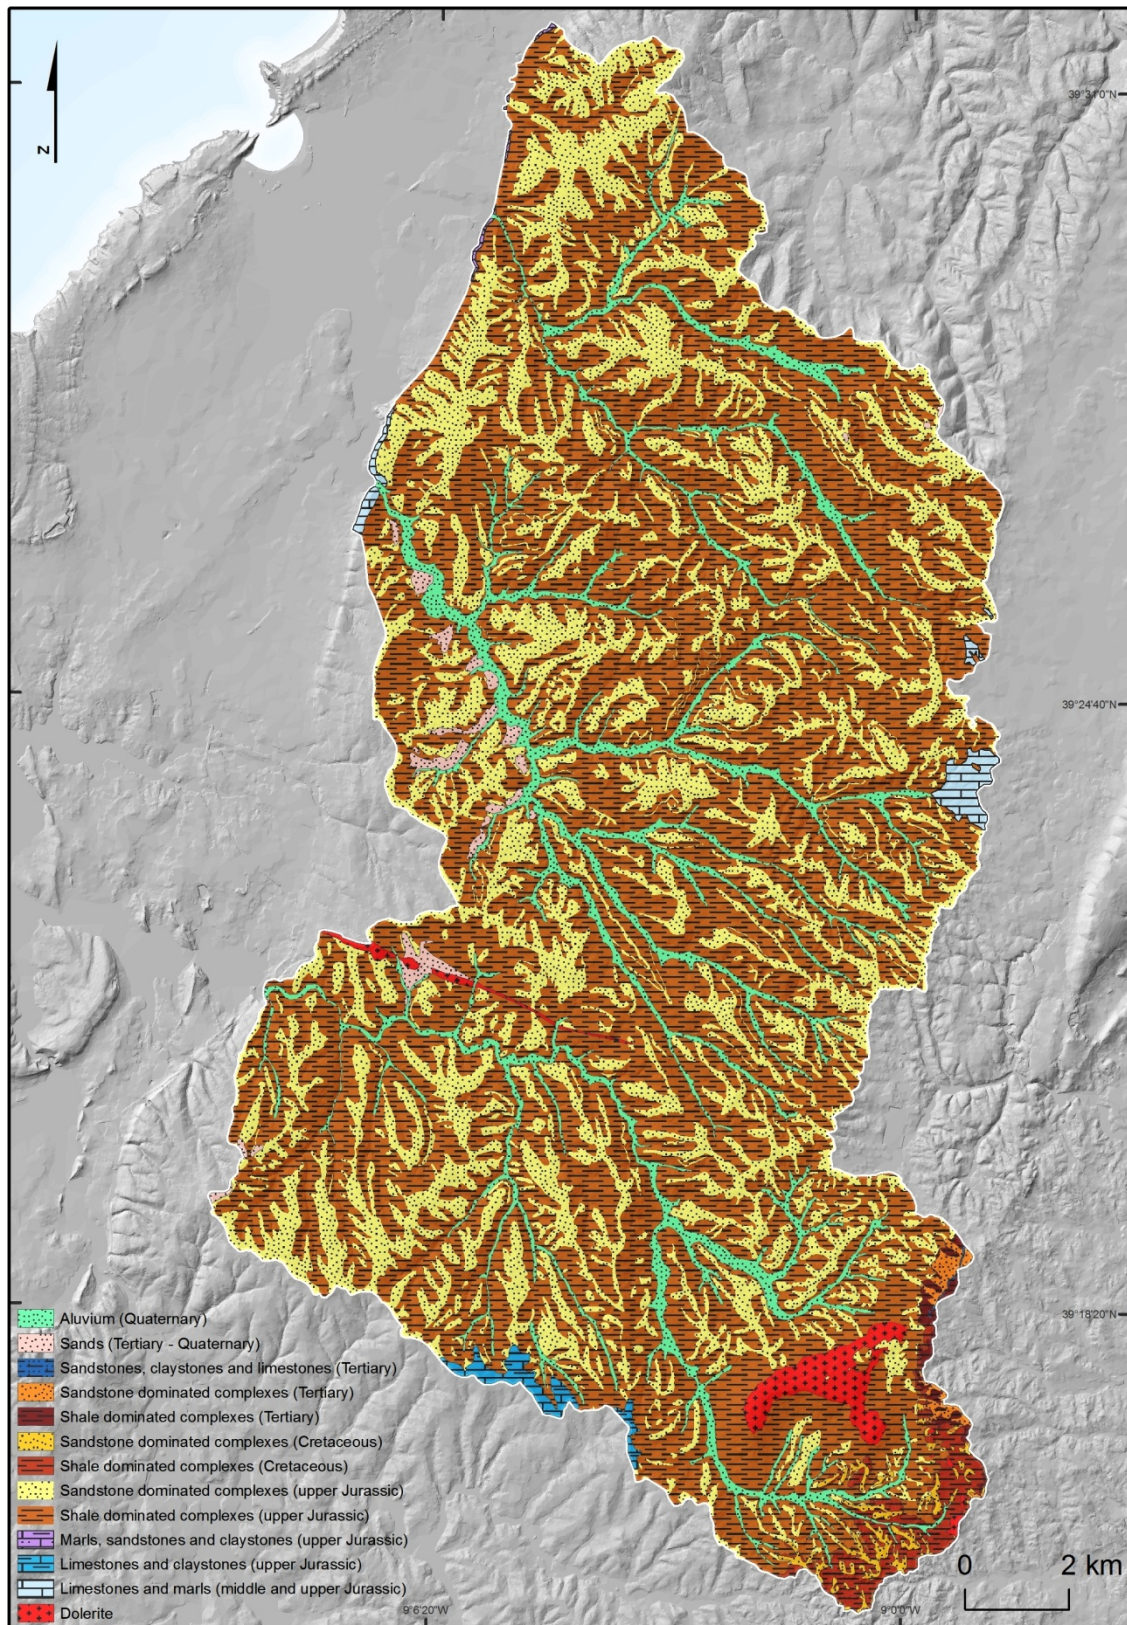 39°31'0"N
N
39°24'40"N
39°18'20"N
Aluvium (Quaternary)
Sands (Tertiary - Quaternary)
Sandstones, claystones and limestones (Tertiary)
Sandstone dominated complexes (Tertiary)
Shale dominated complexes (Tertiary)
Sandstone dominated complexes (Cretaceous)
Shale dominated complexes (Cretaceous)
Sandstone dominated complexes (upper Jurassic)
Shale dominated complexes (upper Jurassic)
Marls, sandstones and claystones (upper Jurassic)
Limestones and claystones (upper Jurassic)
Limestones and marls (middle and upper Jurassic)
Dolerite
0 2 km
9°6'20"W
9°0'0"W